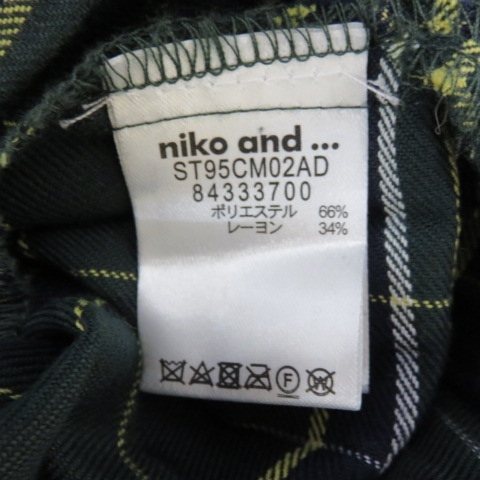 niko and ...
ST95CM02AD
84333700
ポリエステル 66%
レーヨン 34%
F
W